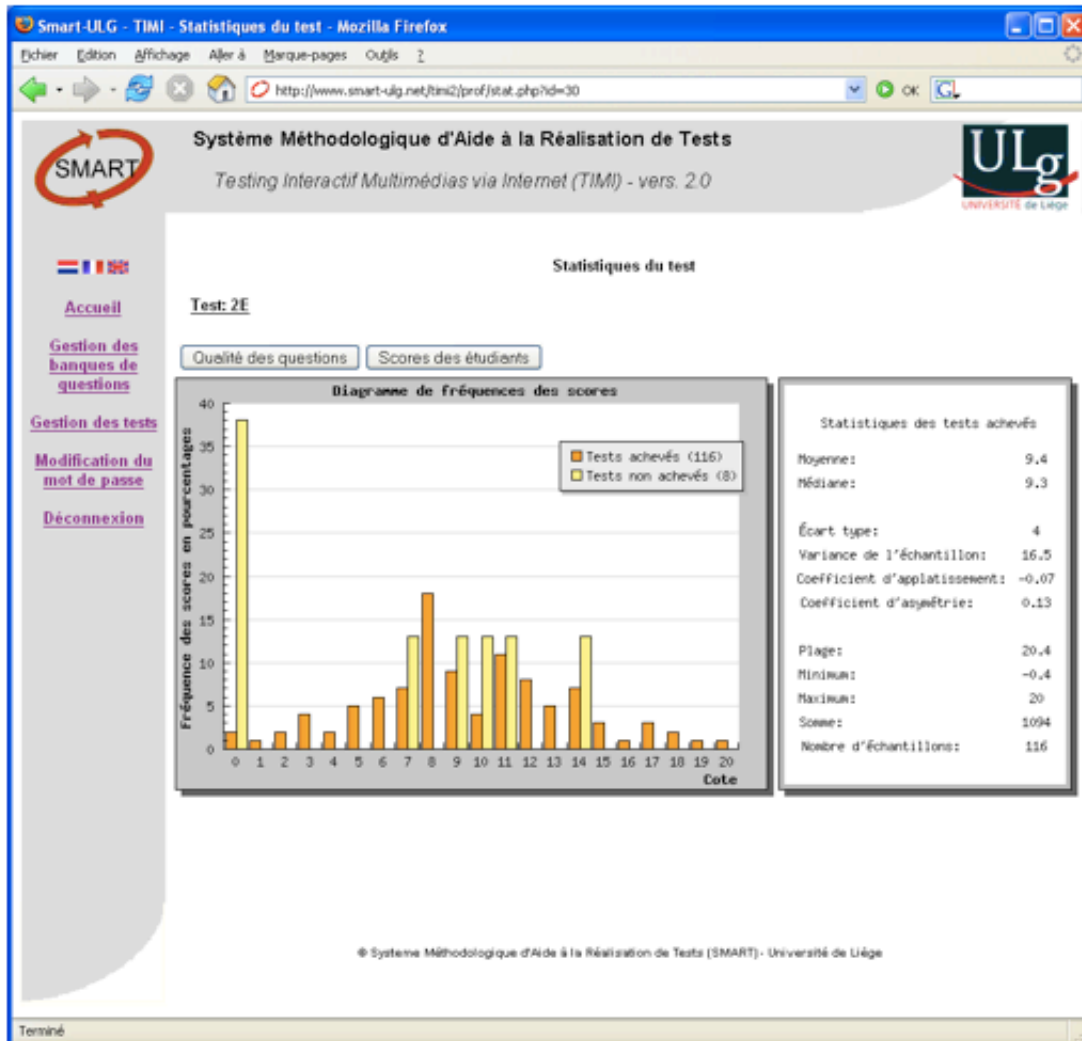 Smart-ULG - TIMI - Statistiques du test - Mozilla Firefox
Fichier Edition Affichage Aller à Marque-pages Outils ?
http://www.smart-ulg.net/timi2/prof/stat.php?id=30 OK G
SMART
Système Méthodologique d'Aide à la Réalisation de Tests
Testing Interactif Multimédias via Internet (TIMI) - vers. 2.0
ULg
UNIVERSITÉ de Liège
Statistiques du test
Test: 2E
Accueil
Gestion des
banques de
questions
Gestion des tests
Modification du
mot de passe
Déconnexion
Qualité des questions Scores des étudiants
Diagramme de fréquences des scores
Fréquence des scores en pourcentages
40
35
30
25
20
15
10
5
0
Tests achevés (116)
Tests non achevés (8)
0 1 2 3 4 5 6 7 8 9 10 11 12 13 14 15 16 17 18 19 20
Cote
Statistiques des tests achevés
Moyenne: 9.4
Médiane: 9.3
Écart type: 4
Variance de l'échantillon: 16.5
Coefficient d'applatissement: -0.07
Coefficient d'asymétrie: 0.13
Plage: 20.4
Minimum: -0.4
Maximum: 20
Somme: 1094
Nombre d'échantillons: 116
© Systeme Méthodologique d'Aide à la Réalisation de Tests (SMART)- Université de Liège
Terminé